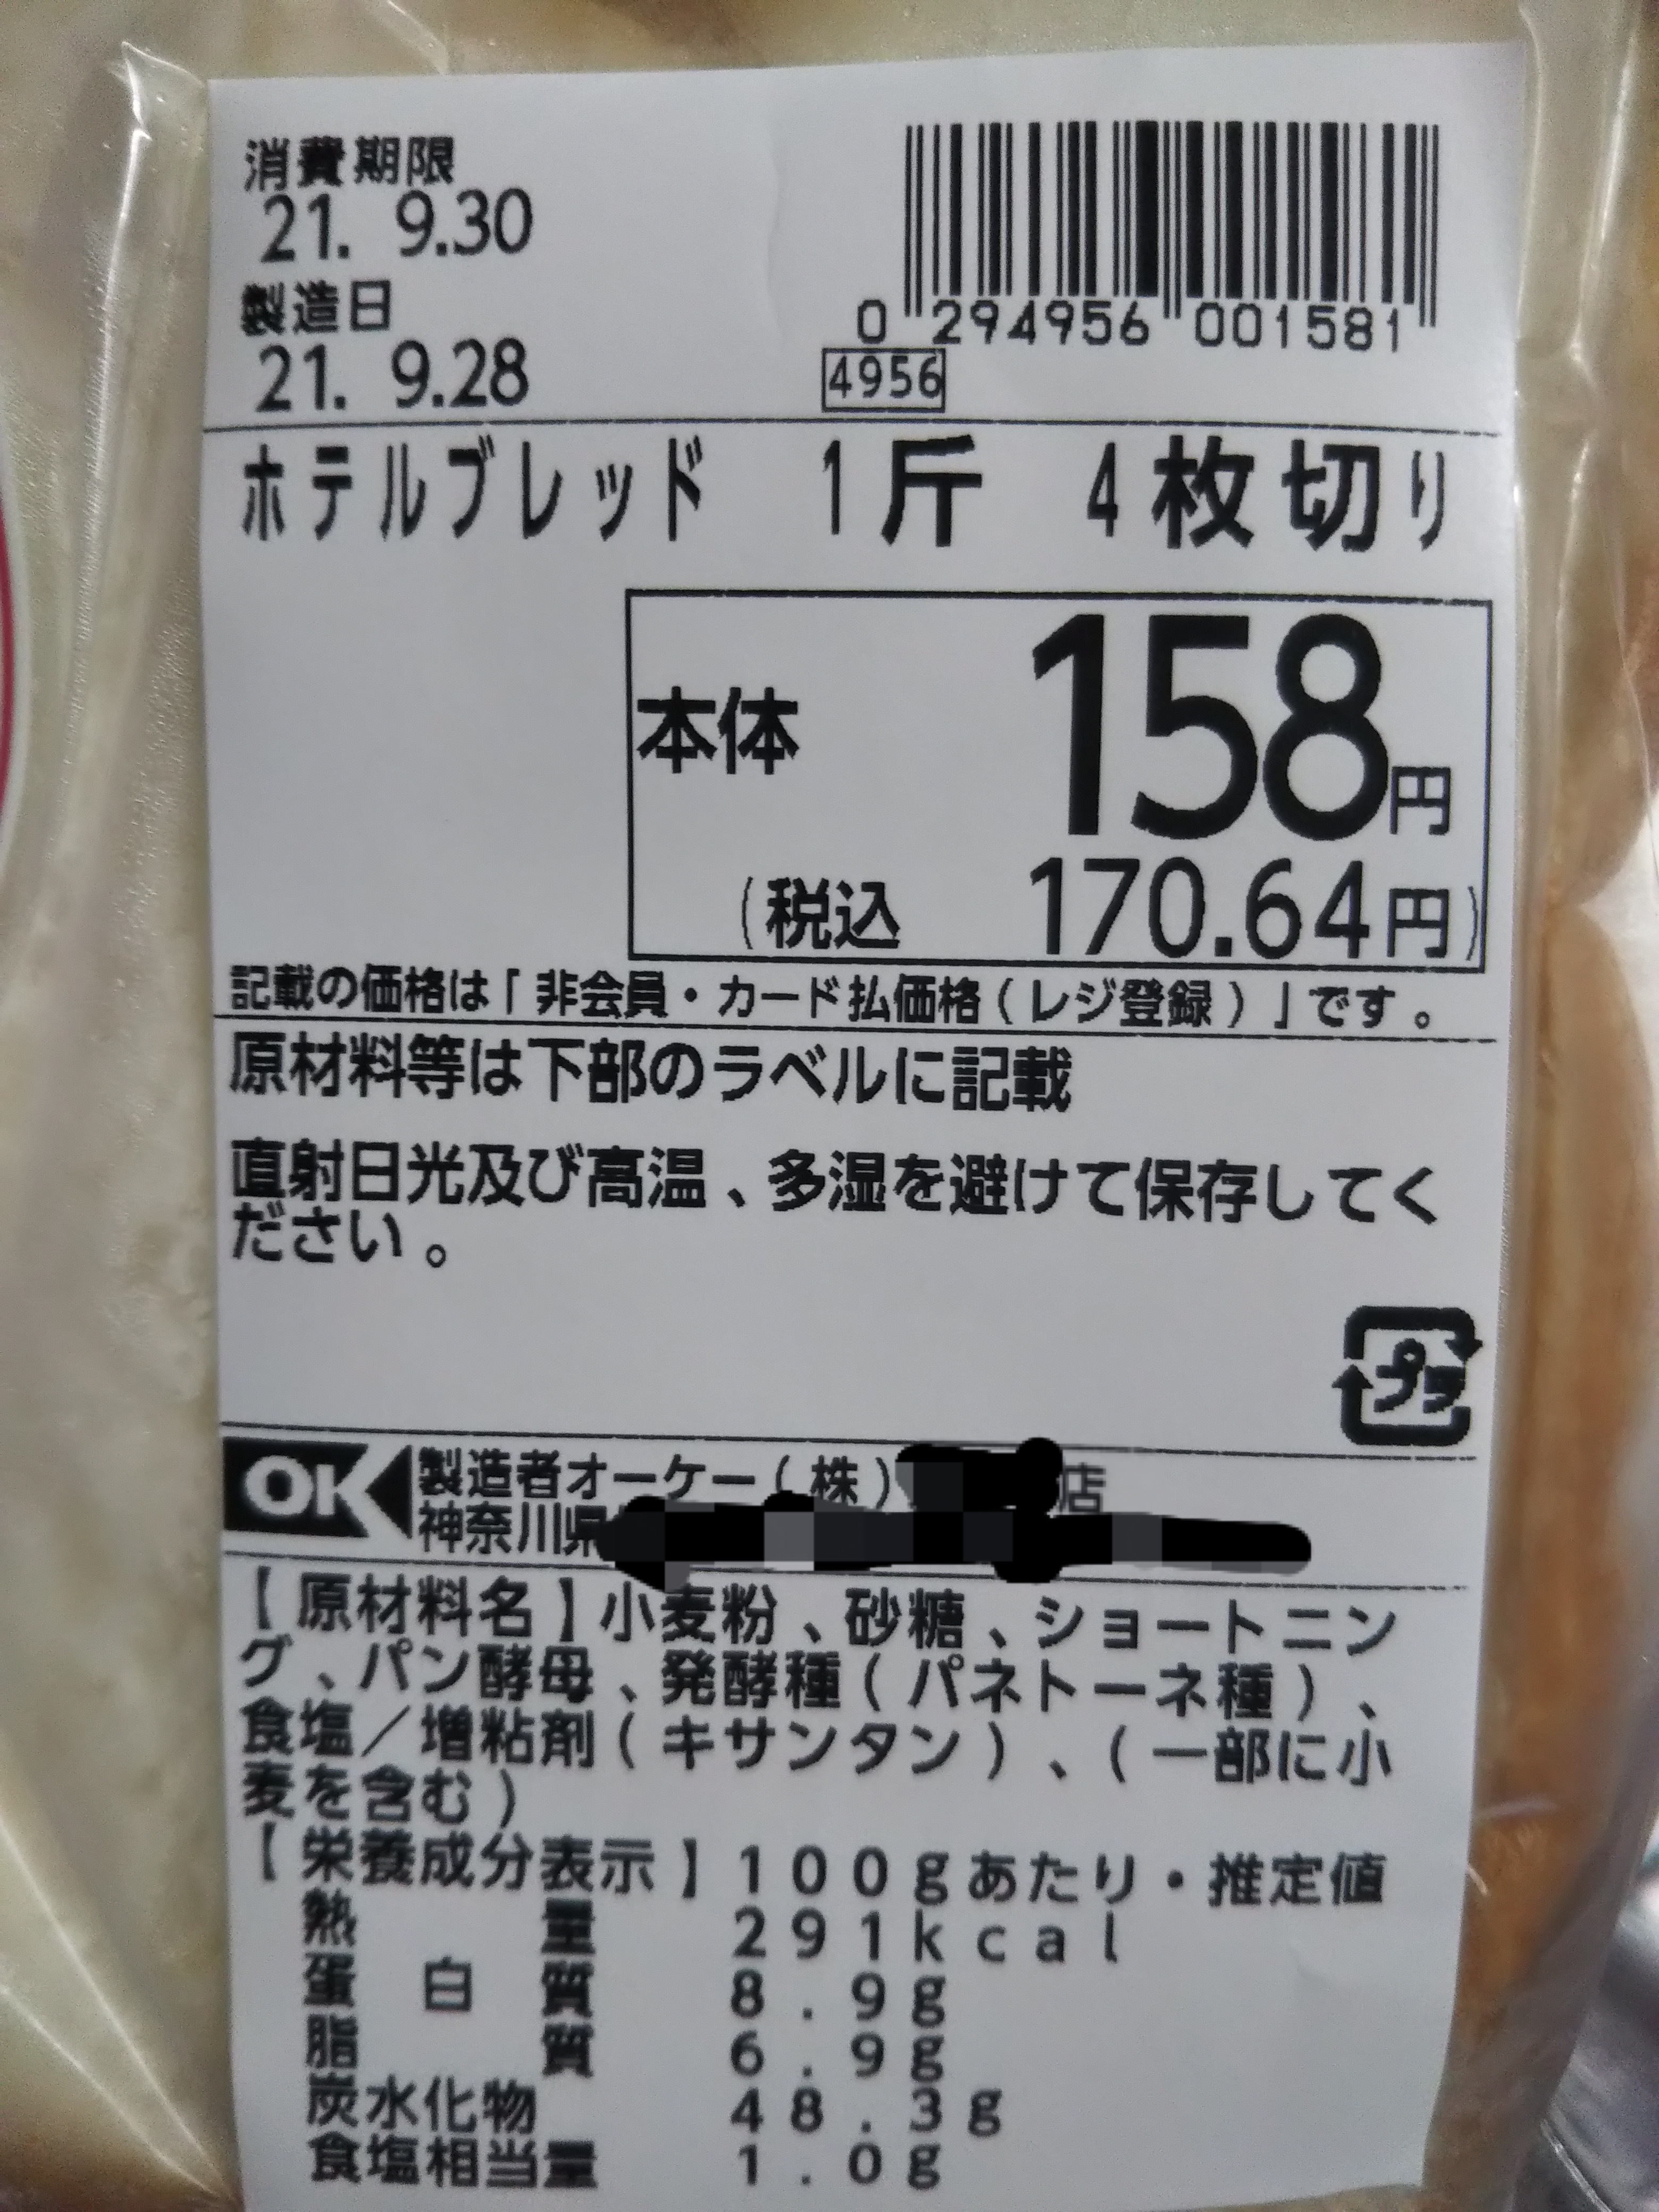 消費期限
21. 9.30
製造日
21. 9.28
0 294956 001581
4956
ホテルブレッド 1斤 4枚切り
本体 158円
(税込 170.64円)
記載の価格は「非会員・カード払価格(レジ登録)」です。
原材料等は下部のラベルに記載
直射日光及び高温、多湿を避けて保存してく
ださい。
プラ
OK 製造者オーケー(株) 店
神奈川県
【原材料名】小麦粉、砂糖、ショートニン
グ、パン酵母、発酵種(パネトーネ種)、
食塩/増粘剤(キサンタン)、(一部に小
麦を含む)
【栄養成分表示】100gあたり・推定値
熱量 291kcal
蛋白質 8.9g
脂質 6.9g
炭水化物 48.3g
食塩相当量 1.0g